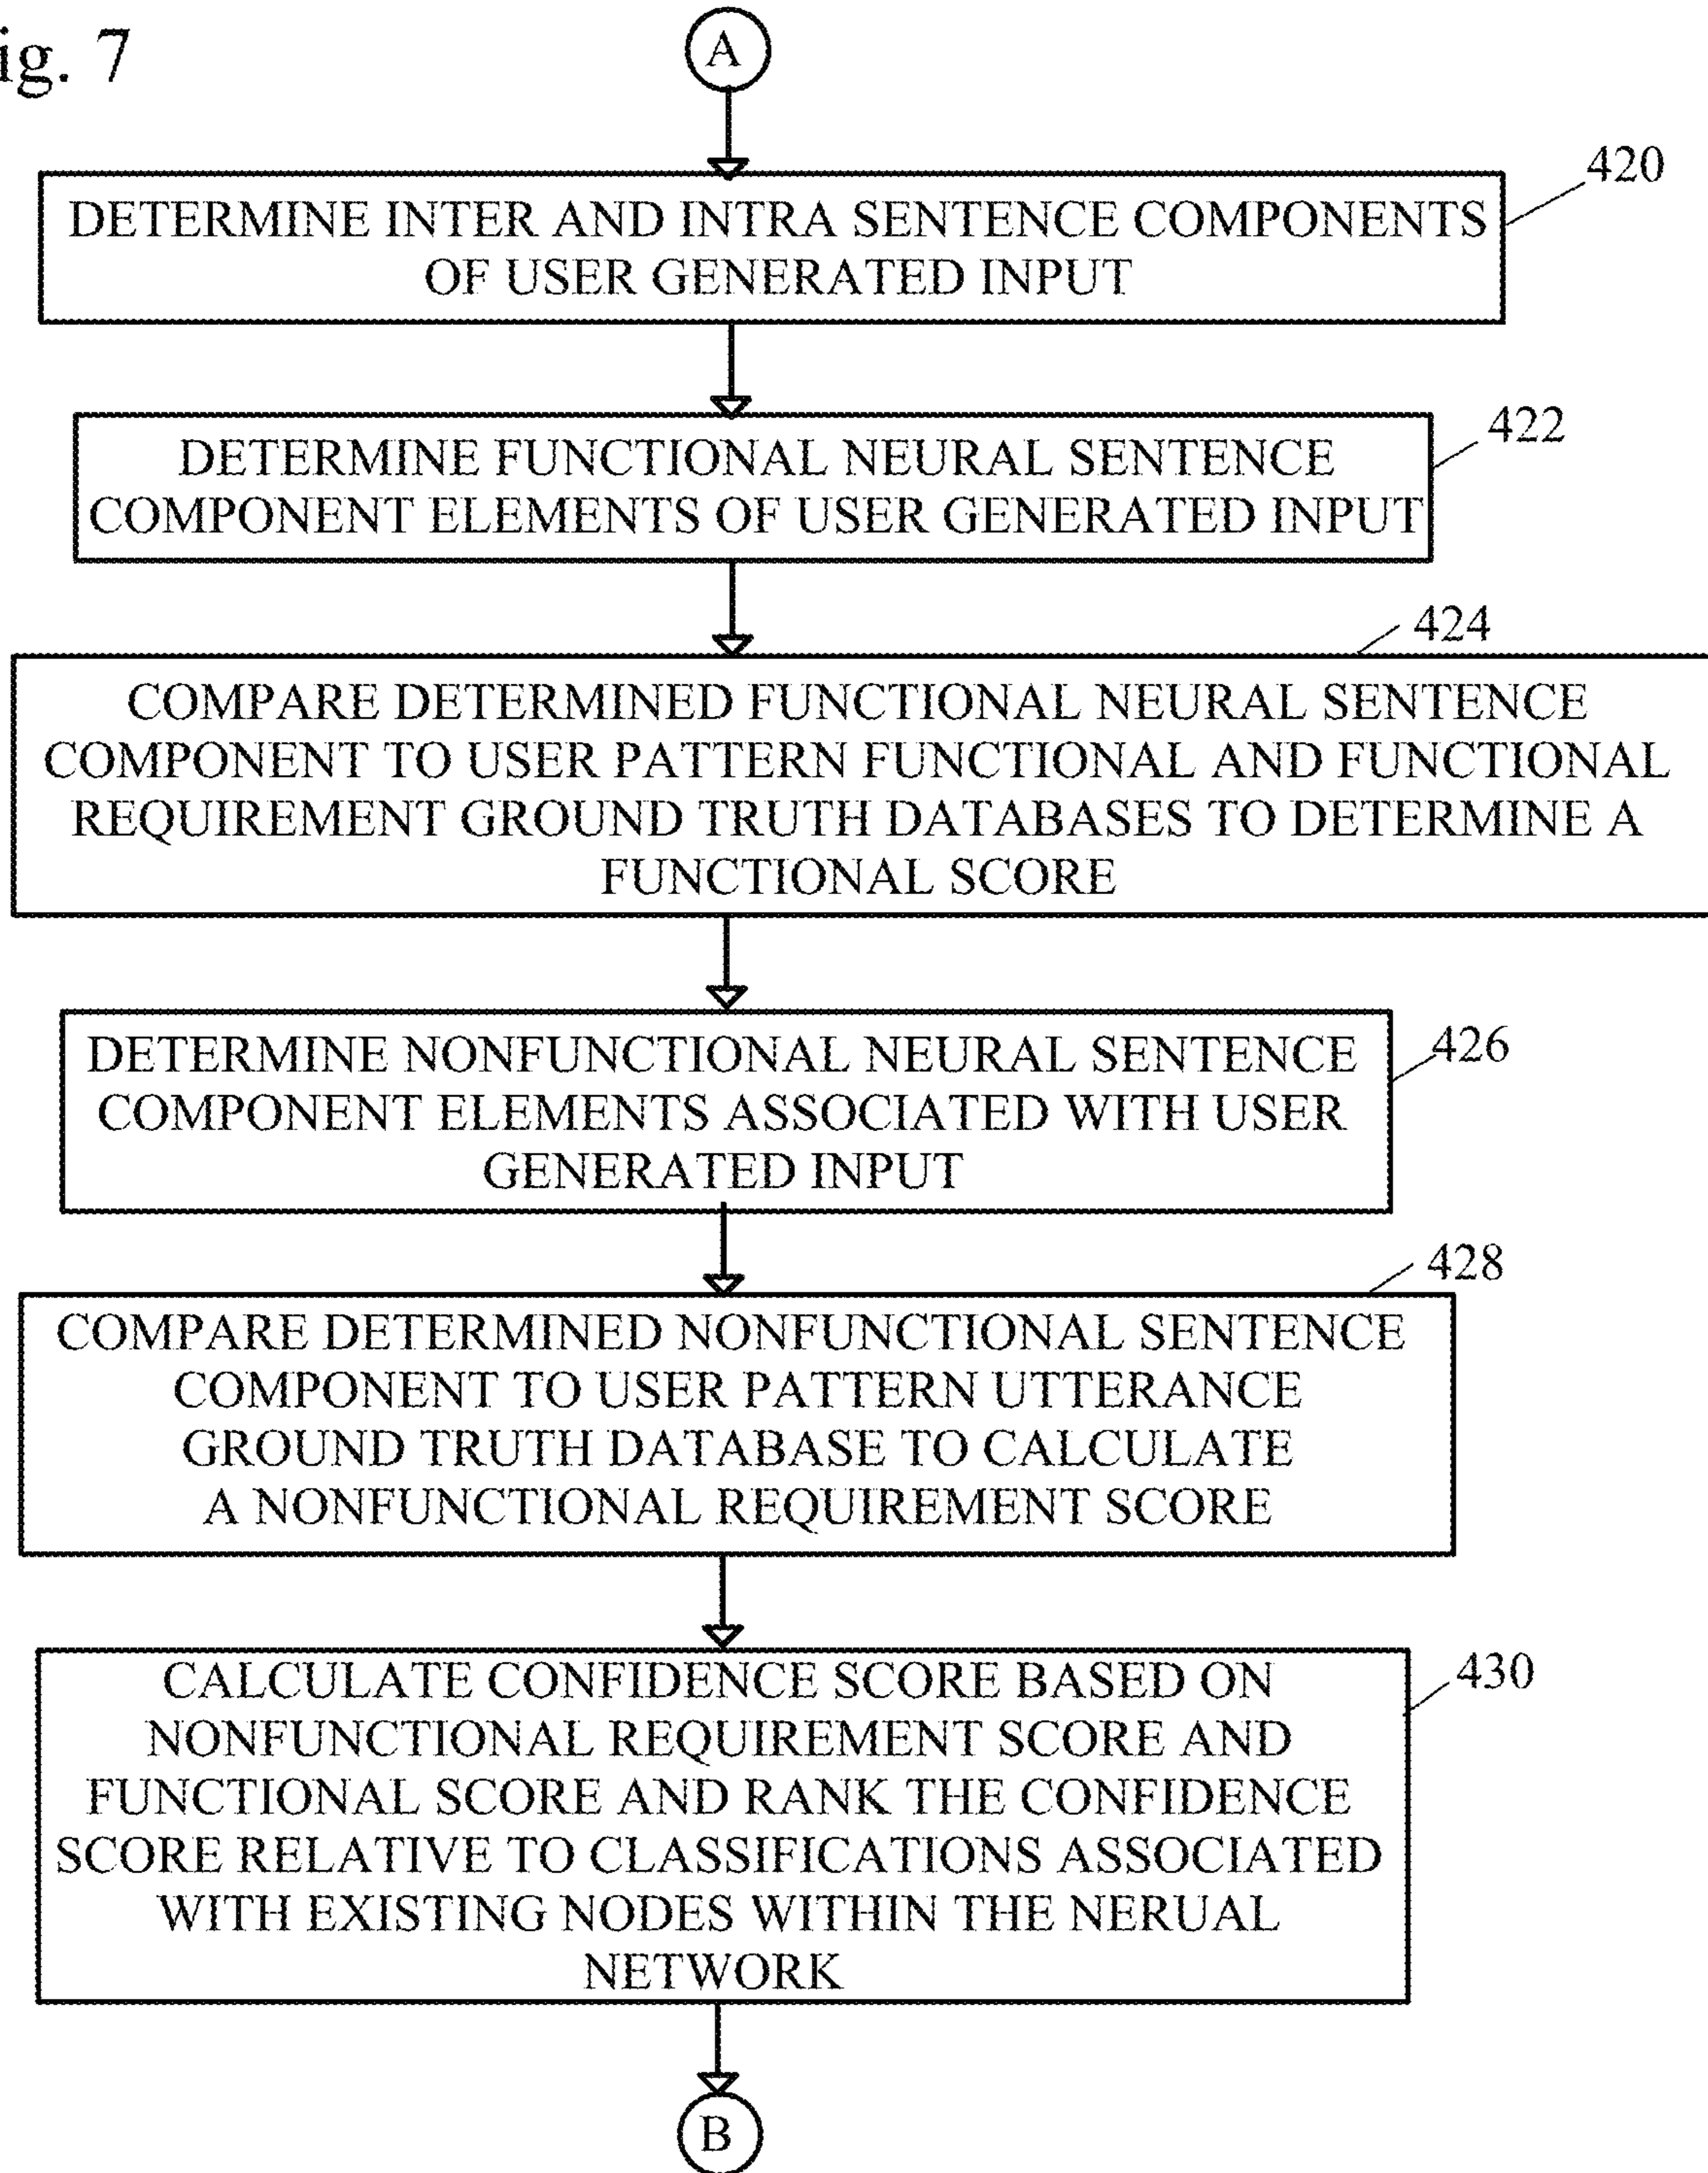 ig. 7
A
420
DETERMINE INTER AND INTRA SENTENCE COMPONENTS
OF USER GENERATED INPUT
422
DETERMINE FUNCTIONAL NEURAL SENTENCE
COMPONENT ELEMENTS OF USER GENERATED INPUT
424
COMPARE DETERMINED FUNCTIONAL NEURAL SENTENCE
COMPONENT TO USER PATTERN FUNCTIONAL AND FUNCTIONAL
REQUIREMENT GROUND TRUTH DATABASES TO DETERMINE A
FUNCTIONAL SCORE
426
DETERMINE NONFUNCTIONAL NEURAL SENTENCE
COMPONENT ELEMENTS ASSOCIATED WITH USER
GENERATED INPUT
428
COMPARE DETERMINED NONFUNCTIONAL SENTENCE
COMPONENT TO USER PATTERN UTTERANCE
GROUND TRUTH DATABASE TO CALCULATE
A NONFUNCTIONAL REQUIREMENT SCORE
430
CALCULATE CONFIDENCE SCORE BASED ON
NONFUNCTIONAL REQUIREMENT SCORE AND
FUNCTIONAL SCORE AND RANK THE CONFIDENCE
SCORE RELATIVE TO CLASSIFICATIONS ASSOCIATED
WITH EXISTING NODES WITHIN THE NERUAL
NETWORK
B